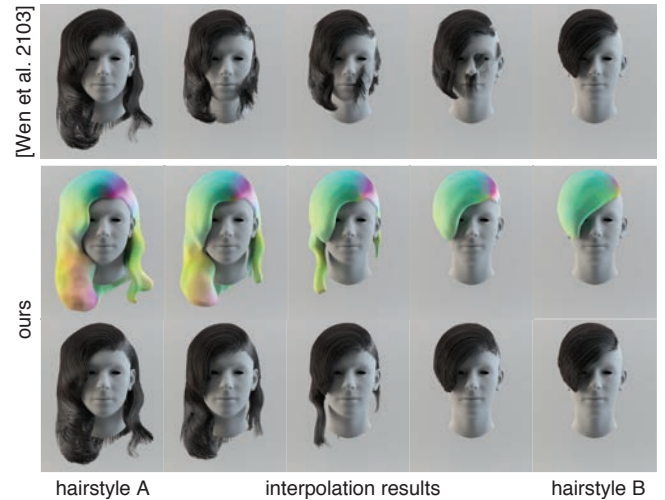 [Wen et al. 2103]
ours
hairstyle A
interpolation results
hairstyle B